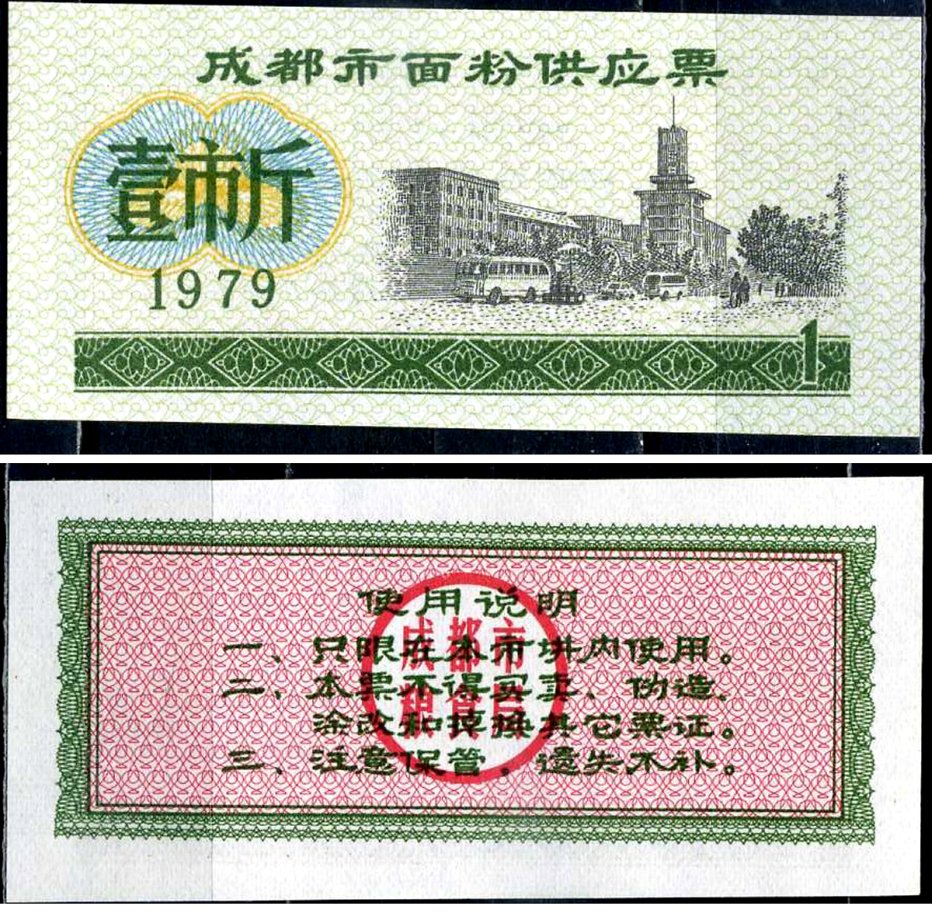 成都市面粉供应票
壹市斤
1979
1
使用说明
一、只限在本市境内使用。
二、本票不得买卖、伪造、
涂改和掉换其它票证。
三、注意保管，遗失不补。
成都市
粮食局